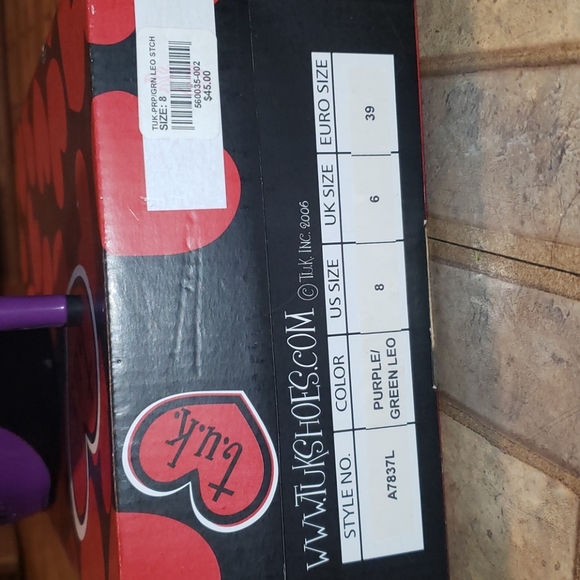 TUK-PRP/GRN LEO STCH
SIZE: 8
560035-002
$45.00
t.u.k.
WWW.TUKSHOES.COM © T.U.K. INC. 2006
STYLE NO. COLOR US SIZE UK SIZE EURO SIZE
A7837L PURPLE/ 8 6 39
GREEN LEO